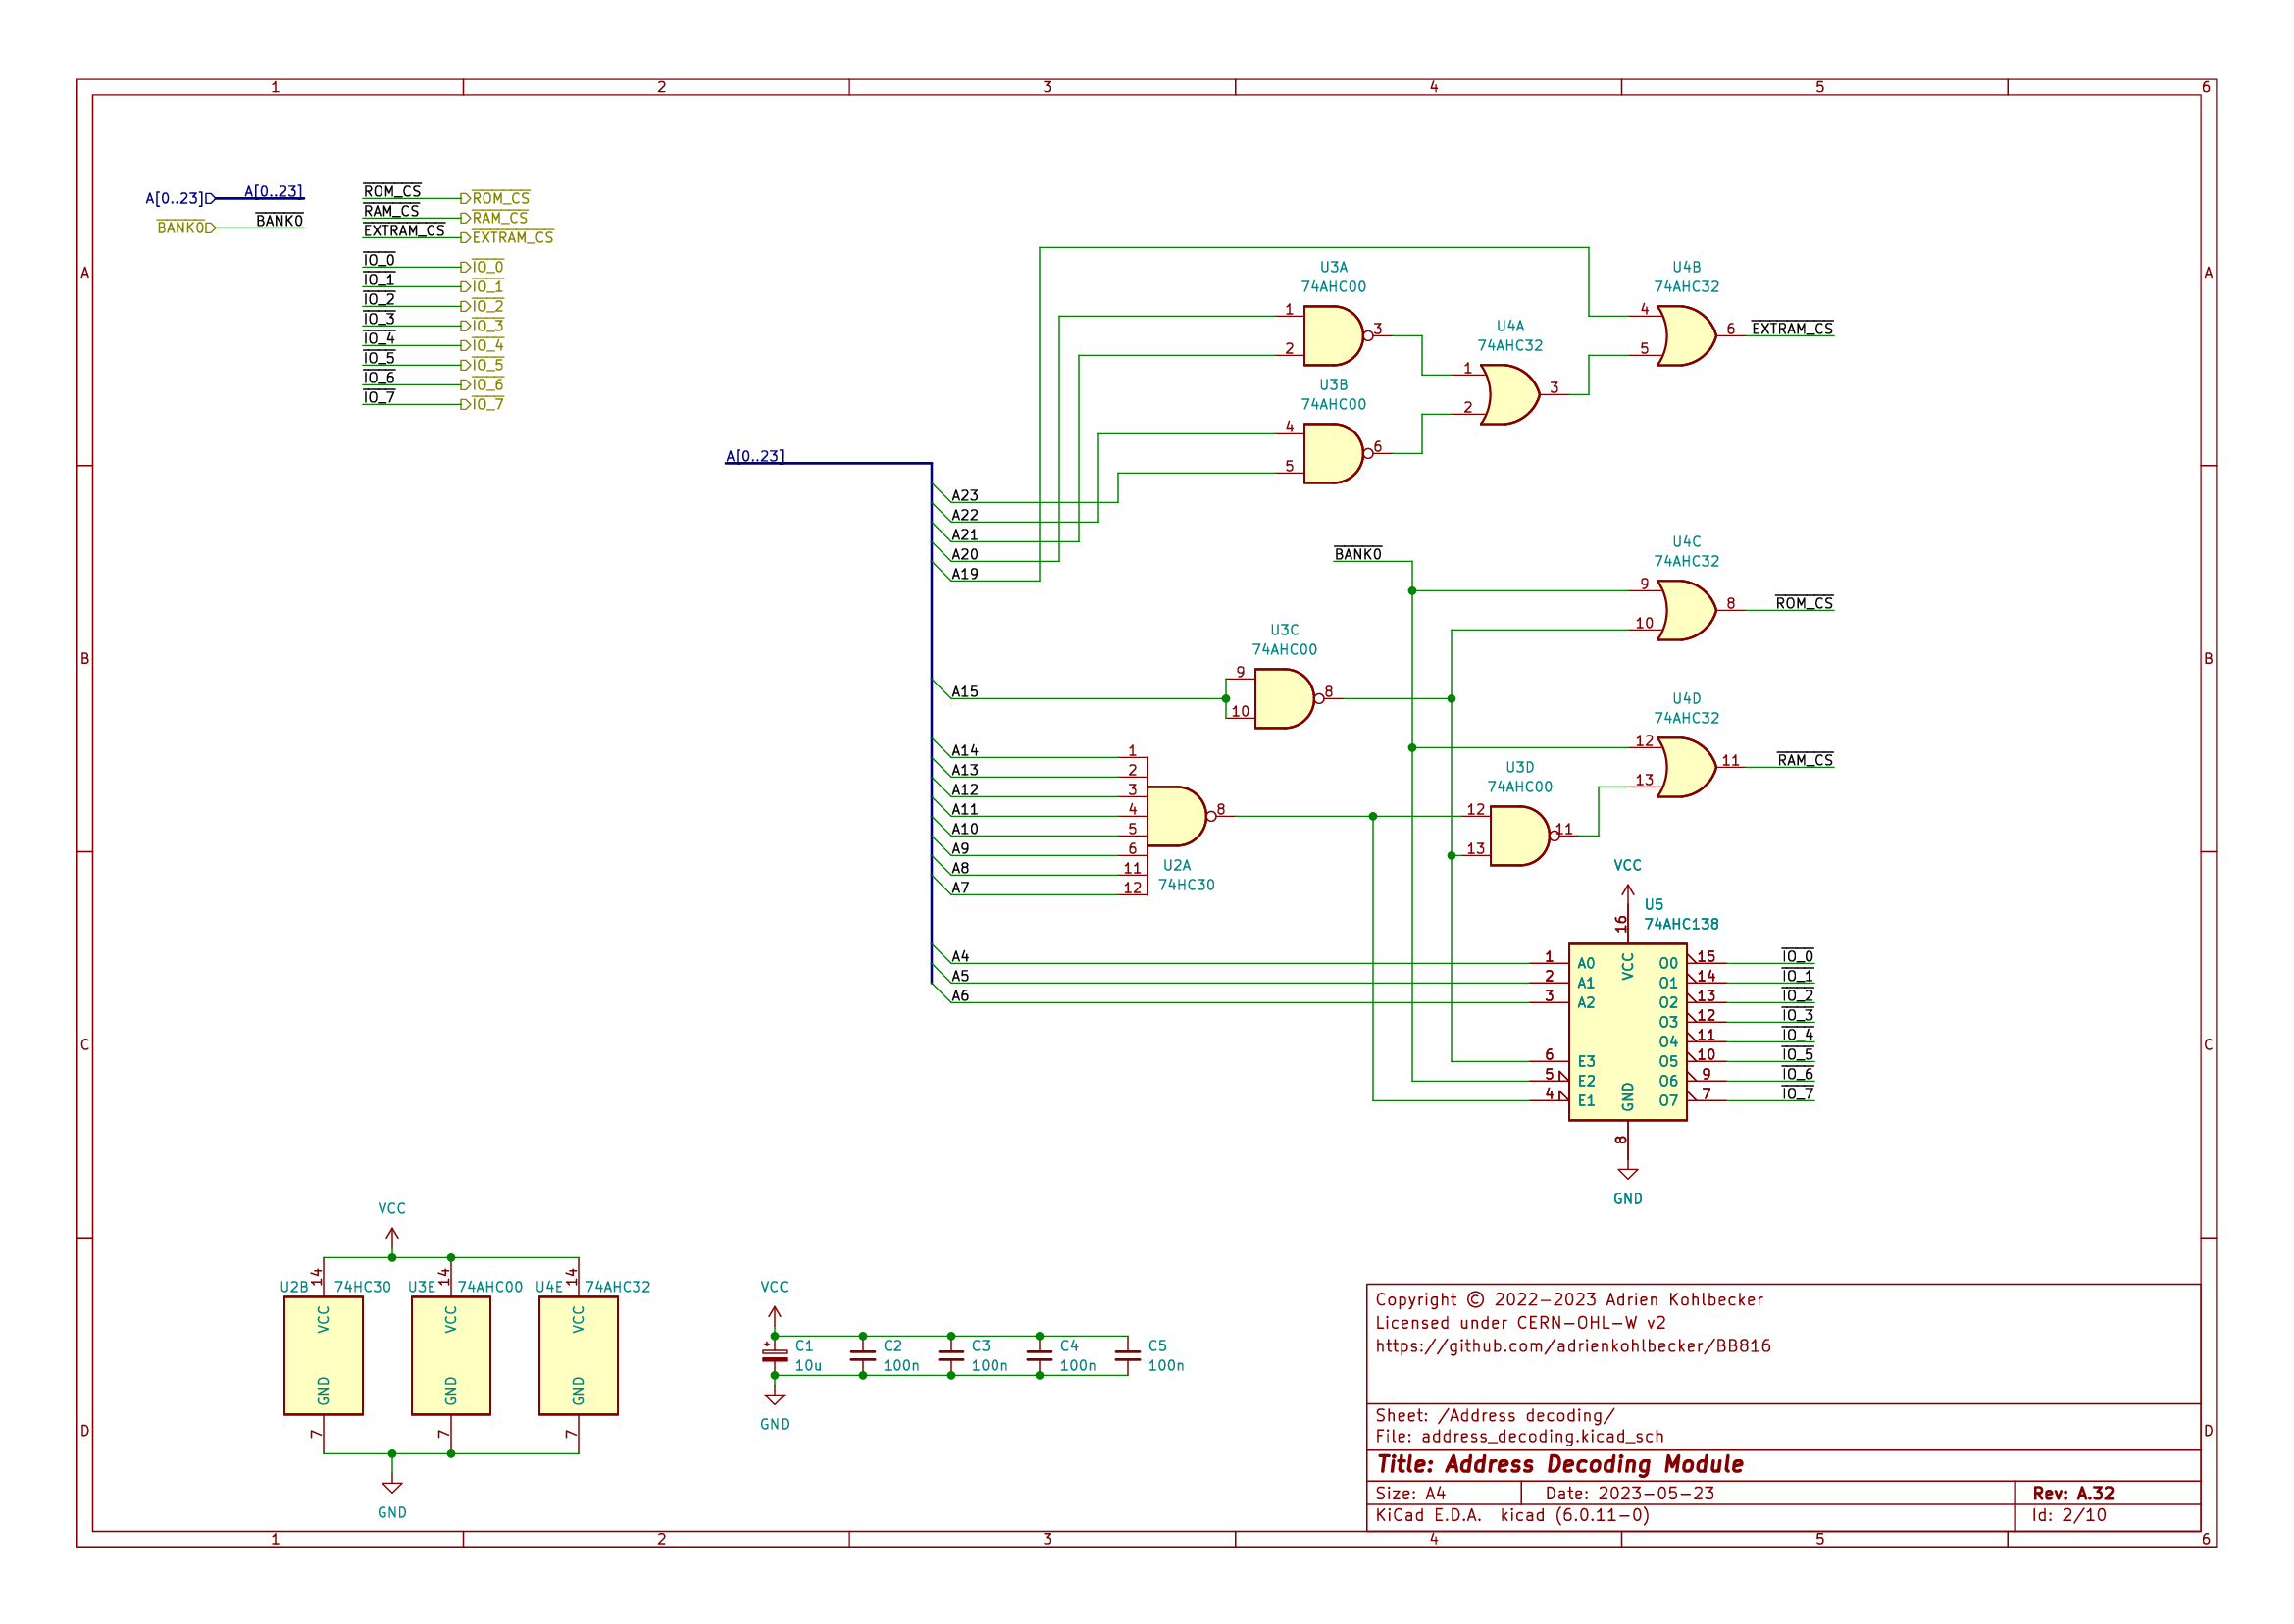 1 2 3 4 5 6
A
B
C
D
A[0..23] A[0..23]
BANK0 BANK0
ROM_CS ROM_CS
RAM_CS RAM_CS
EXTRAM_CS EXTRAM_CS
IO_0 IO_0
IO_1 IO_1
IO_2 IO_2
IO_3 IO_3
IO_4 IO_4
IO_5 IO_5
IO_6 IO_6
IO_7 IO_7
A[0..23]
A23
A22
A21
A20
A19
A15
A14
A13
A12
A11
A10
A9
A8
A7
A4
A5
A6
U3A
74AHC00
1
2
3
U3B
74AHC00
4
5
6
U4A
74AHC32
1
2
3
U4B
74AHC32
4
5
6
EXTRAM_CS
BANK0
U4C
74AHC32
9
10
8
ROM_CS
U3C
74AHC00
9
10
8
U4D
74AHC32
12
13
11
RAM_CS
U3D
74AHC00
12
13
11
1
2
3
4
5
6
11
12
8
U2A
74HC30
VCC
U5
74AHC138
16
VCC
1 A0 O0 15 IO_0
2 A1 O1 14 IO_1
3 A2 O2 13 IO_2
O3 12 IO_3
O4 11 IO_4
6 E3 O5 10 IO_5
5 E2 O6 9 IO_6
4 E1 O7 7 IO_7
GND
8
GND
VCC
U2B 14 74HC30 U3E 14 74AHC00 U4E 14 74AHC32
VCC VCC VCC
GND GND GND
7 7 7
GND
VCC
+
C1 C2 C3 C4 C5
10u 100n 100n 100n 100n
GND
Copyright © 2022-2023 Adrien Kohlbecker
Licensed under CERN-OHL-W v2
https://github.com/adrienkohlbecker/BB816
Sheet: /Address decoding/
File: address_decoding.kicad_sch
Title: Address Decoding Module
Size: A4 Date: 2023-05-23 Rev: A.32
KiCad E.D.A. kicad (6.0.11-0) Id: 2/10
A
B
C
D
1 2 3 4 5 6